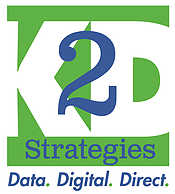 K2D
Strategies
Data. Digital. Direct.